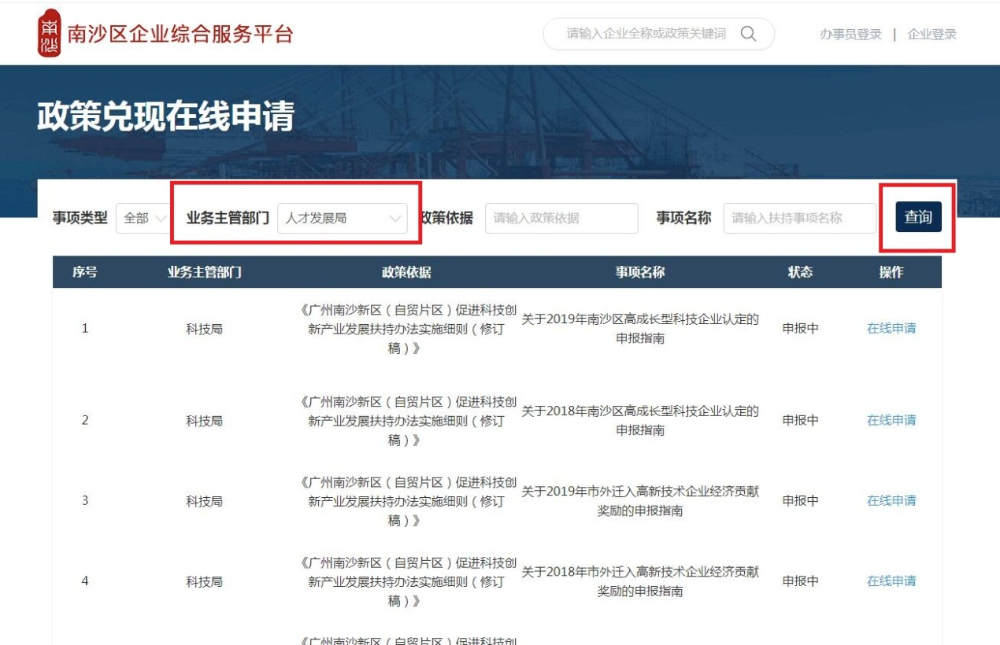 南沙
南沙区企业综合服务平台
请输入企业全称或政策关键词
办事员登录 | 企业登录
政策兑现在线申请
事项类型 全部 业务主管部门 人才发展局 政策依据 请输入政策依据 事项名称 请输入扶持事项名称 查询
序号 业务主管部门 政策依据 事项名称 状态 操作
1 科技局
《广州南沙新区（自贸片区）促进科技创
新产业发展扶持办法实施细则（修订
稿）》
关于2019年南沙区高成长型科技企业认定的
申报指南
申报中 在线申请
2 科技局
《广州南沙新区（自贸片区）促进科技创
新产业发展扶持办法实施细则（修订
稿）》
关于2018年南沙区高成长型科技企业认定的
申报指南
申报中 在线申请
3 科技局
《广州南沙新区（自贸片区）促进科技创
新产业发展扶持办法实施细则（修订
稿）》
关于2019年市外迁入高新技术企业经济贡献
奖励的申报指南
申报中 在线申请
4 科技局
《广州南沙新区（自贸片区）促进科技创
新产业发展扶持办法实施细则（修订
稿）》
关于2018年市外迁入高新技术企业经济贡献
奖励的申报指南
申报中 在线申请
《广州南沙新区（自贸片区）促进科技创